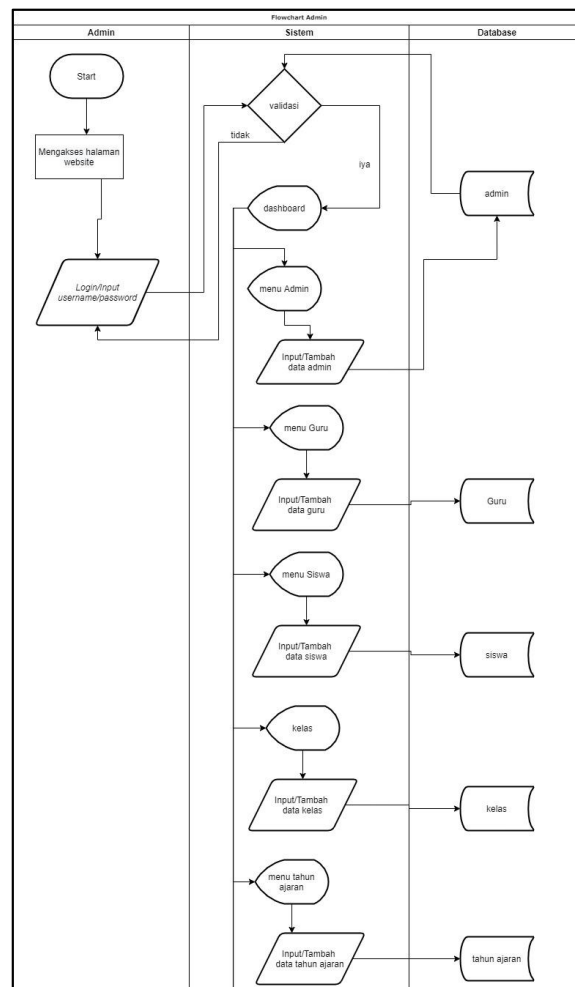 Flowchart Admin
Admin
Sistem
Database
Start
validasi
tidak
Mengakses halaman
website
iya
admin
dashboard
Login/Input
username/password
menu Admin
Input/Tambah
data admin
menu Guru
Input/Tambah
data guru
Guru
menu Siswa
Input/Tambah
data siswa
siswa
kelas
Input/Tambah
data kelas
kelas
menu tahun
ajaran
Input/Tambah
data tahun ajaran
tahun ajaran